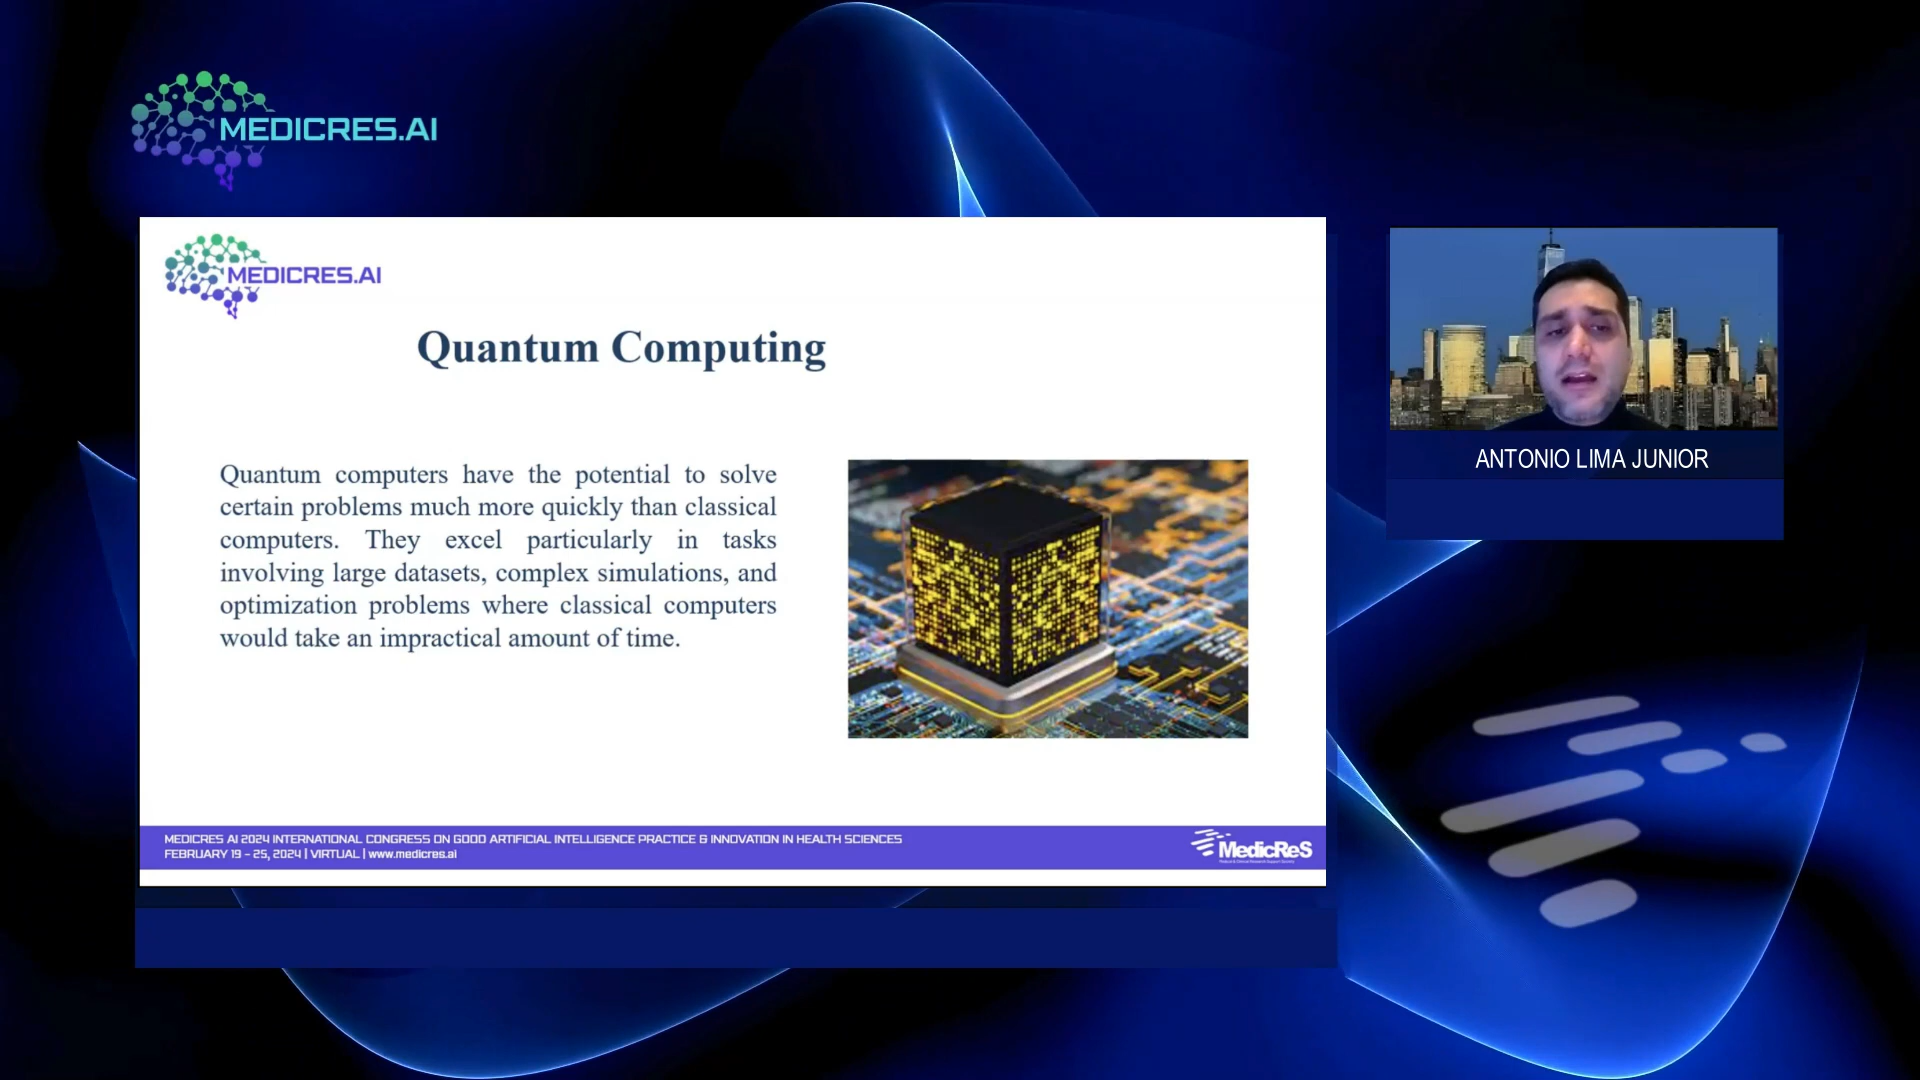 MEDICRES.AI
MEDICRES.AI
Quantum Computing
Quantum computers have the potential to solve
certain problems much more quickly than classical
computers. They excel particularly in tasks
involving large datasets, complex simulations, and
optimization problems where classical computers
would take an impractical amount of time.
MEDICRES AI 2024 INTERNATIONAL CONGRESS ON GOOD ARTIFICIAL INTELLIGENCE PRACTICE & INNOVATION IN HEALTH SCIENCES
FEBRUARY 19 - 25, 2024 | VIRTUAL | www.medicres.ai
MedicReS
ANTONIO LIMA JUNIOR